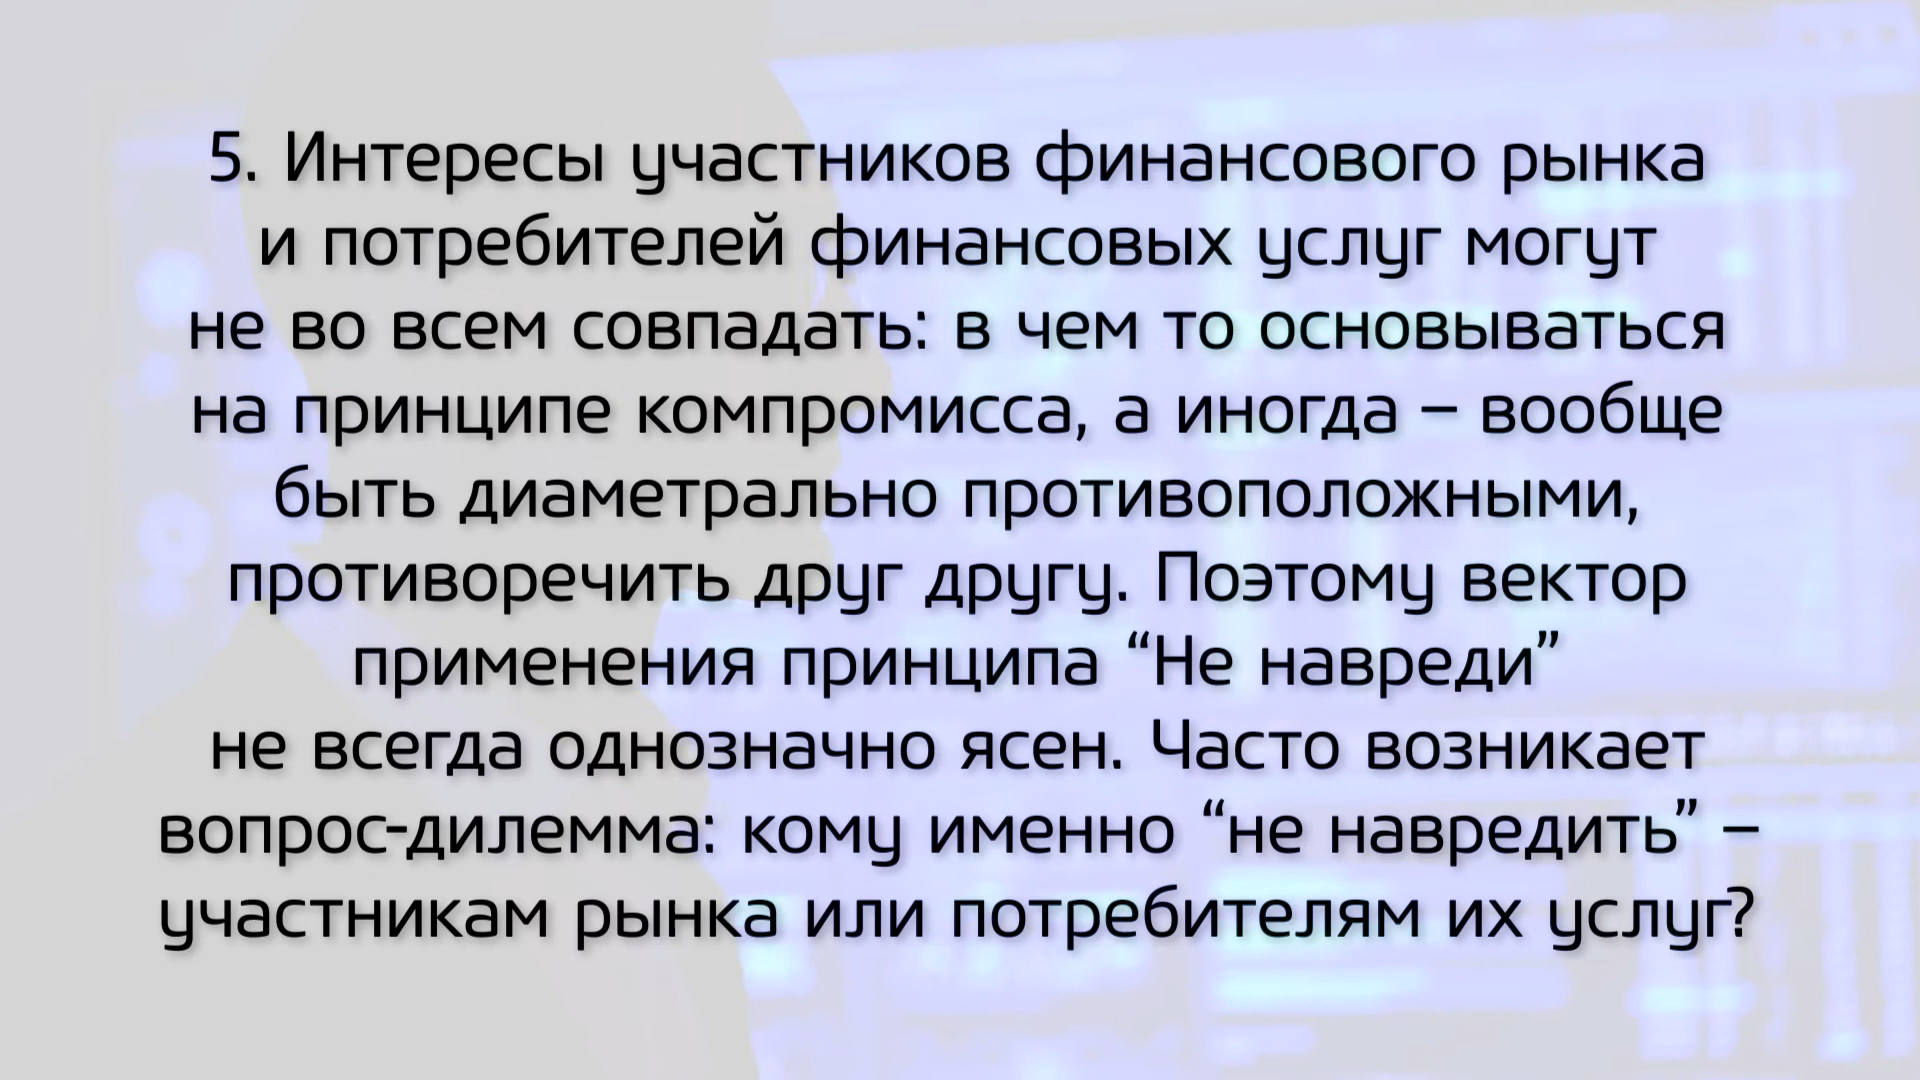 5. Интересы участников финансового рынка
и потребителей финансовых услуг могут
не во всем совпадать: в чем то основываться
на принципе компромисса, а иногда – вообще
быть диаметрально противоположными,
противоречить друг другу. Поэтому вектор
применения принципа “Не навреди”
не всегда однозначно ясен. Часто возникает
вопрос-дилемма: кому именно “не навредить” –
участникам рынка или потребителям их услуг?